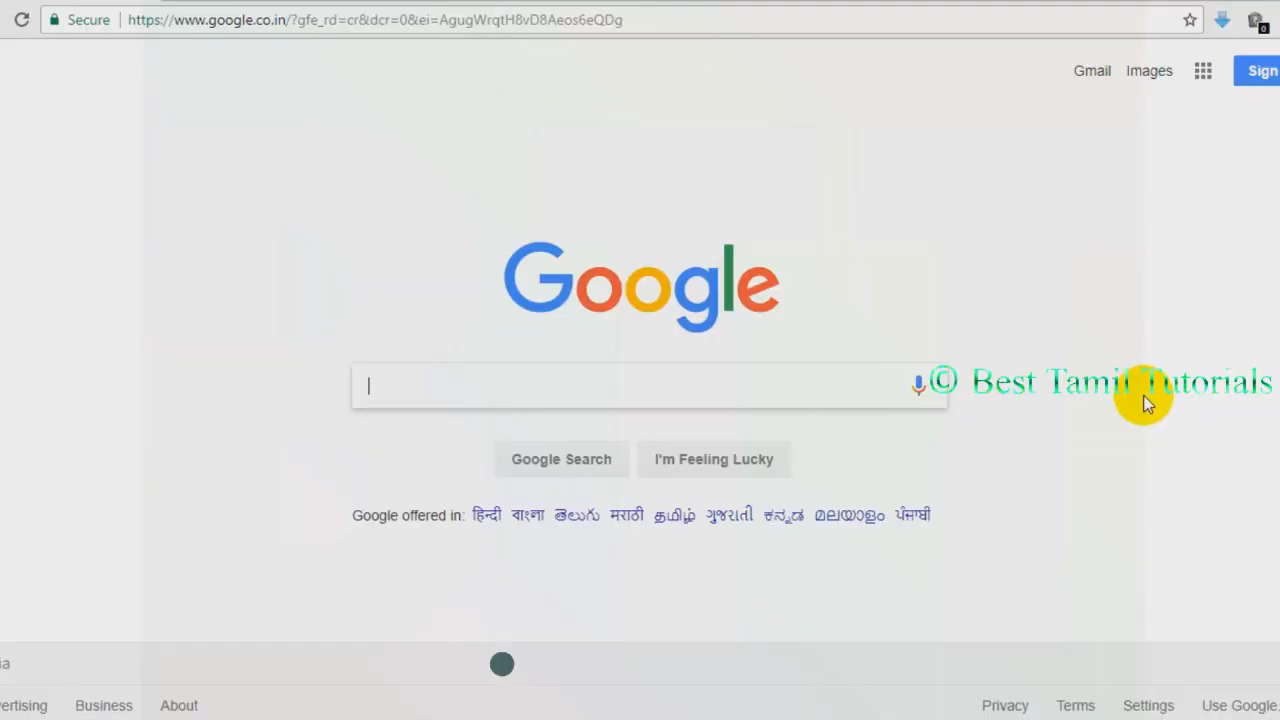 Secure https://www.google.co.in/?gfe_rd=cr&dcr=0&ei=AgugWrqtH8vD8Aeos6eQDg
0
Gmail Images Sign
Google
© Best Tamil Tutorials
Google Search I'm Feeling Lucky
Google offered in: हिन्दी বাংলা తెలుగు मराठी தமிழ் ગુજરાતી ಕನ್ನಡ മലയാളം ਪੰਜਾਬੀ
ia
ertising Business About Privacy Terms Settings Use Google.